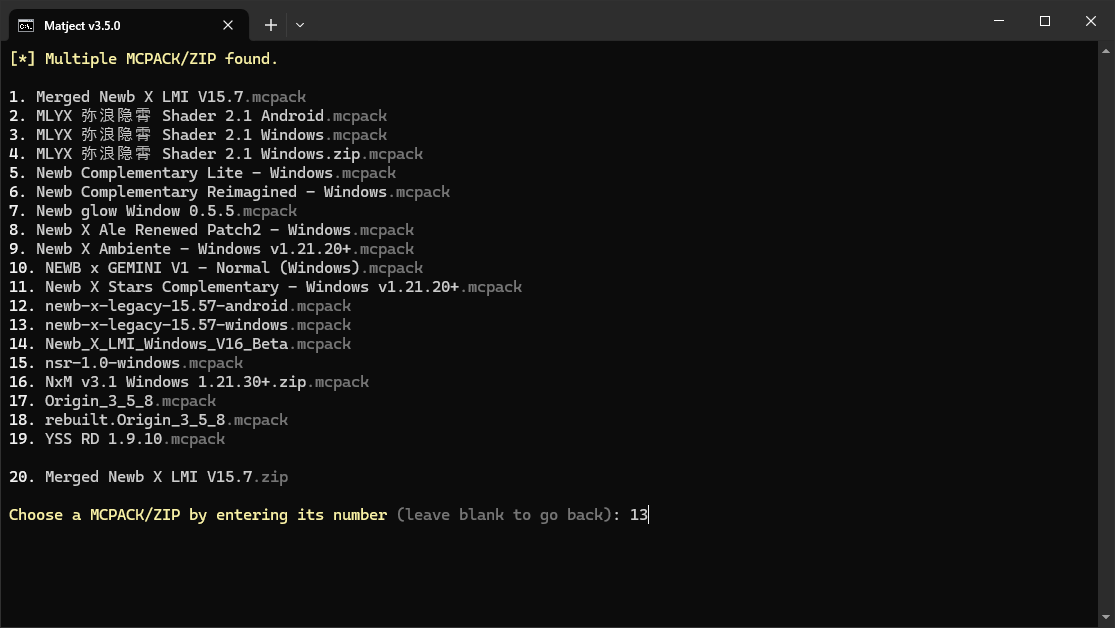 Matject v3.5.0
[*] Multiple MCPACK/ZIP found.
1. Merged Newb X LMI V15.7.mcpack
2. MLYX 弥浪隐霄 Shader 2.1 Android.mcpack
3. MLYX 弥浪隐霄 Shader 2.1 Windows.mcpack
4. MLYX 弥浪隐霄 Shader 2.1 Windows.zip.mcpack
5. Newb Complementary Lite - Windows.mcpack
6. Newb Complementary Reimagined - Windows.mcpack
7. Newb glow Window 0.5.5.mcpack
8. Newb X Ale Renewed Patch2 - Windows.mcpack
9. Newb X Ambiente - Windows v1.21.20+.mcpack
10. NEWB x GEMINI V1 - Normal (Windows).mcpack
11. Newb X Stars Complementary - Windows v1.21.20+.mcpack
12. newb-x-legacy-15.57-android.mcpack
13. newb-x-legacy-15.57-windows.mcpack
14. Newb_X_LMI_Windows_V16_Beta.mcpack
15. nsr-1.0-windows.mcpack
16. NxM v3.1 Windows 1.21.30+.zip.mcpack
17. Origin_3_5_8.mcpack
18. rebuilt.Origin_3_5_8.mcpack
19. YSS RD 1.9.10.mcpack
20. Merged Newb X LMI V15.7.zip
Choose a MCPACK/ZIP by entering its number (leave blank to go back): 13